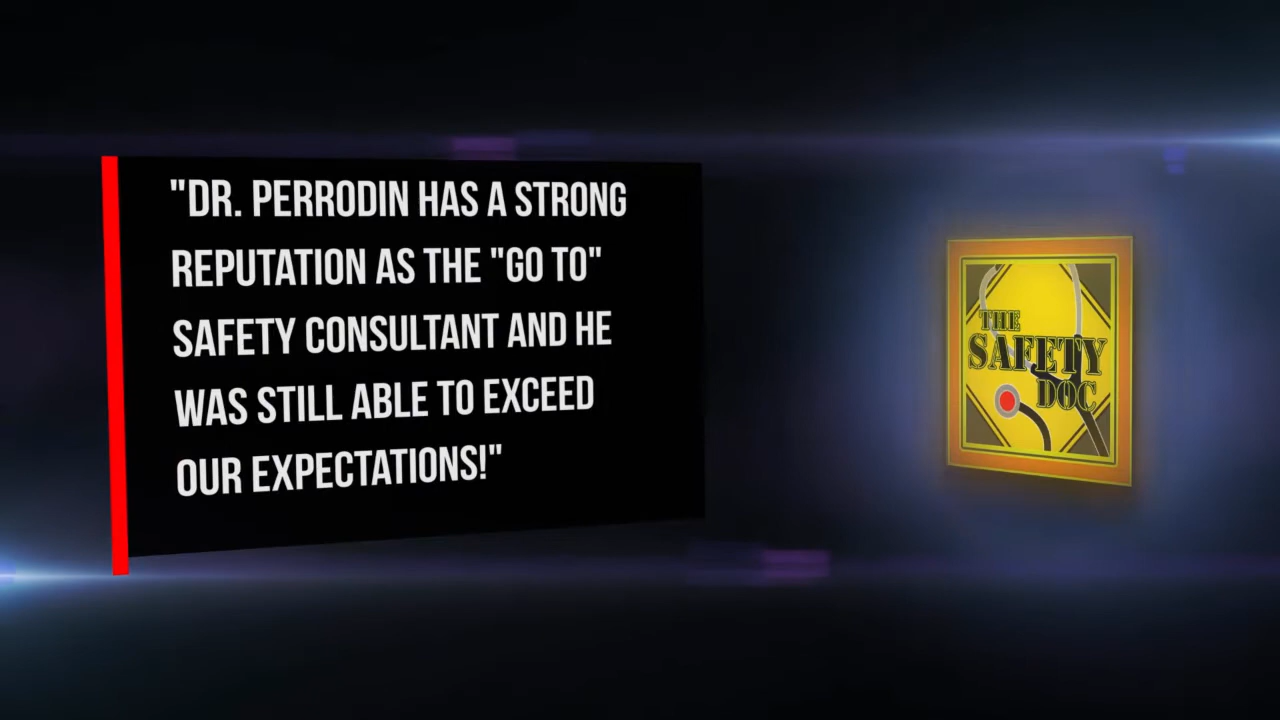 "DR. PERRODIN HAS A STRONG
REPUTATION AS THE "GO TO"
SAFETY CONSULTANT AND HE
WAS STILL ABLE TO EXCEED
OUR EXPECTATIONS!"
THE
SAFETY
DOC